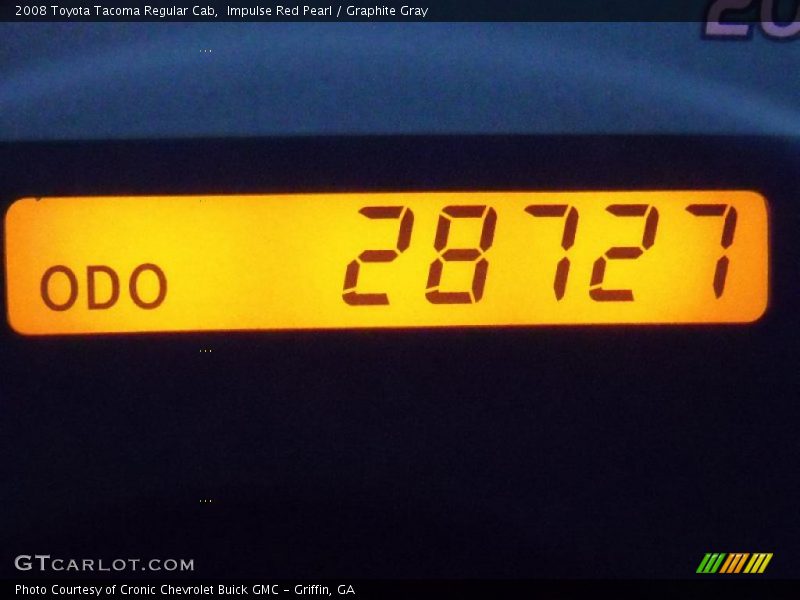 2008 Toyota Tacoma Regular Cab,  Impulse Red Pearl / Graphite Gray
20
ODO 28727
GTCARLOT.COM
Photo Courtesy of Cronic Chevrolet Buick GMC – Griffin, GA